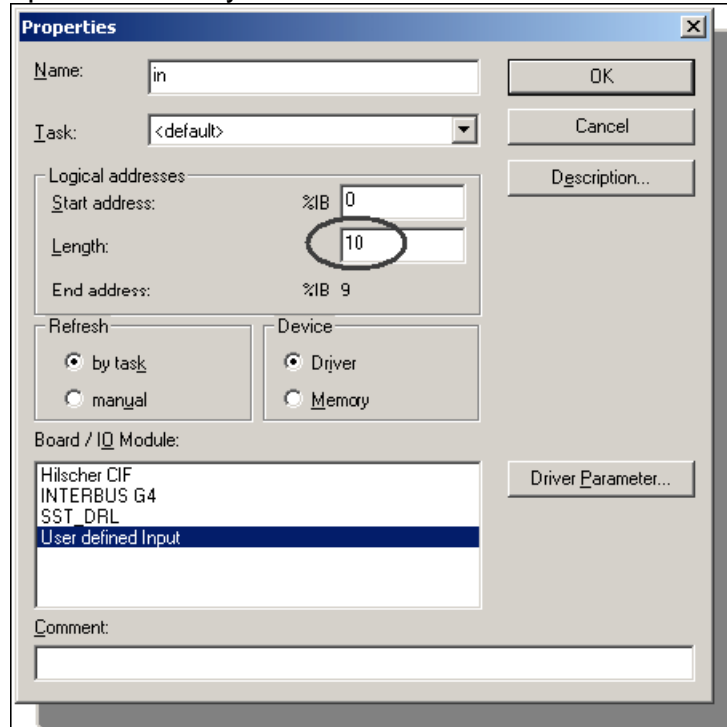 Properties
Name: in OK
Task: <default> Cancel
Logical addresses Description...
Start address: %IB 0
Length: 10
End address: %IB 9
Refresh Device
by task Driver
manual Memory
Board / IO Module:
Hilscher CIF Driver Parameter...
INTERBUS G4
SST_DRL
User defined Input
Comment: